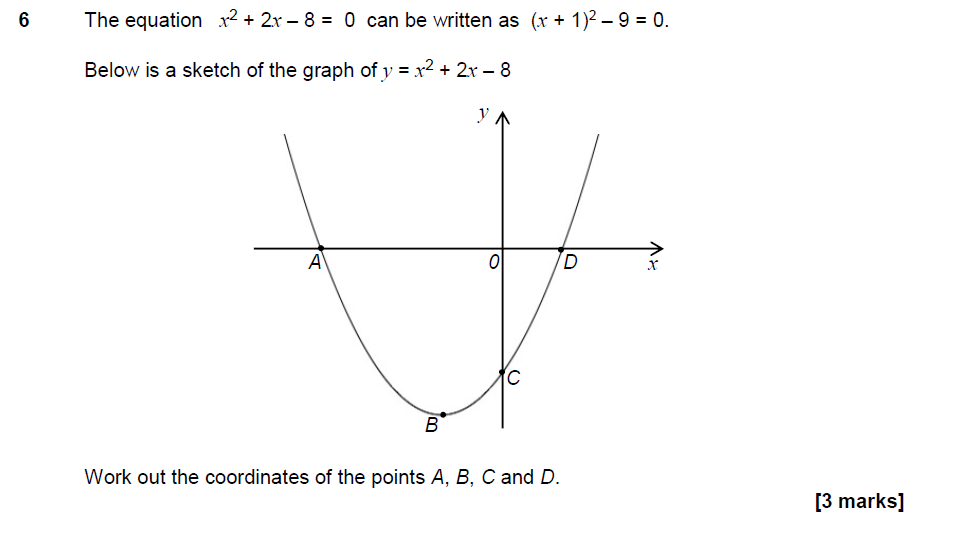 6 The equation x² + 2x – 8 = 0 can be written as (x + 1)² – 9 = 0.
Below is a sketch of the graph of y = x² + 2x – 8
y
A 0 D x
C
B
Work out the coordinates of the points A, B, C and D.
[3 marks]